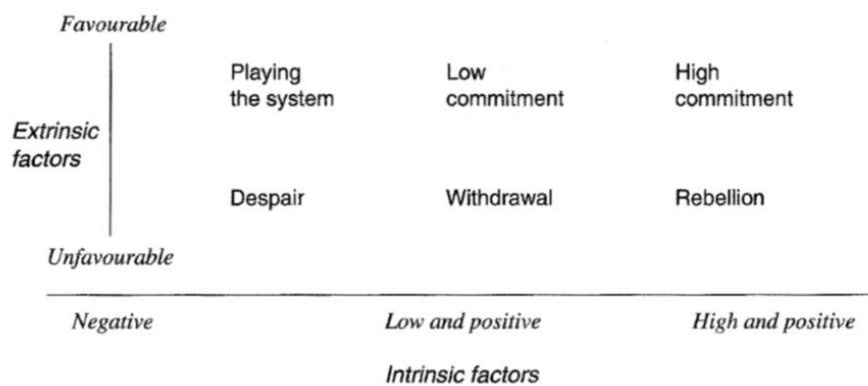 Favourable
Playing Low High
the system commitment commitment
Extrinsic
factors
Despair Withdrawal Rebellion
Unfavourable
Negative Low and positive High and positive
Intrinsic factors